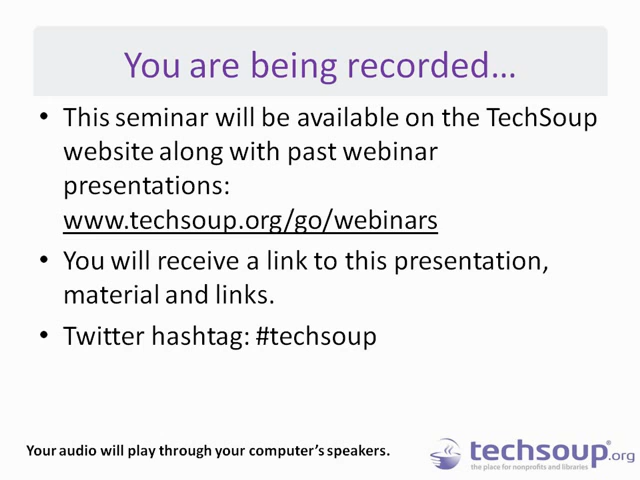 You are being recorded...
• This seminar will be available on the TechSoup
website along with past webinar
presentations:
www.techsoup.org/go/webinars
• You will receive a link to this presentation,
material and links.
• Twitter hashtag: #techsoup
Your audio will play through your computer's speakers.
techsoup®.org
the place for nonprofits and libraries